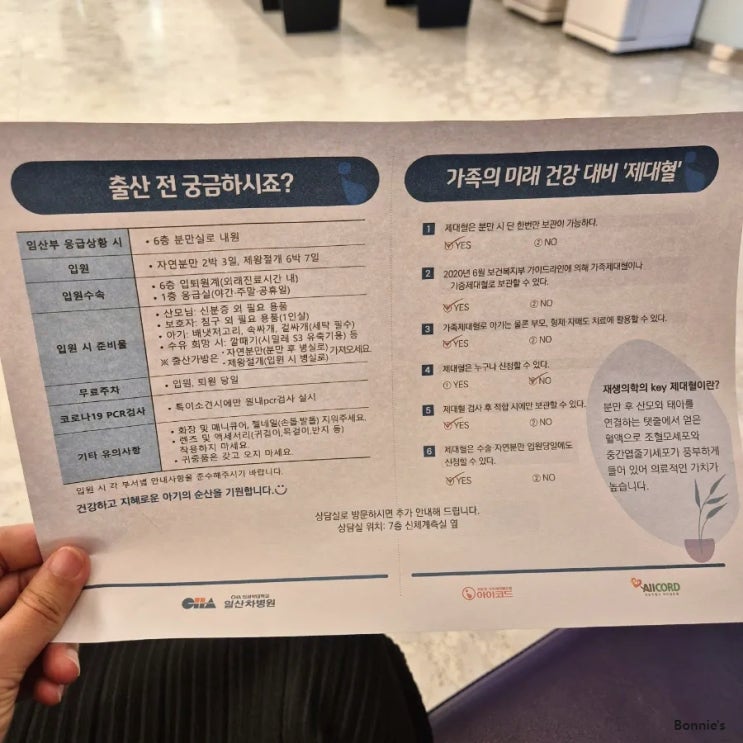 출산 전 궁금하시죠?
임산부 응급상황 시
• 6층 분만실로 내원
입원
• 자연분만 2박 3일, 제왕절개 6박 7일
입원수속
• 6층 입퇴원계(외래진료시간 내)
• 1층 응급실(야간·주말·공휴일)
입원 시 준비물
• 산모님: 신분증 외 필요 용품
• 보호자: 침구 외 필요 용품(1인실)
• 아기: 배냇저고리, 속싸개, 겉싸개(세탁 필수)
• 수유 희망 시: 깔때기(시밀레 S3 유축기용) 등
※ 출산가방은 • 자연분만(분만 후 병실로) 가져오세요.
• 제왕절개(입원 시 병실로)
무료주차
• 입원, 퇴원 당일
코로나19 PCR검사
• 특이소견시에만 원내pcr검사 실시
기타 유의사항
• 화장 및 매니큐어, 젤네일(손톱,발톱) 지워주세요.
• 렌즈 및 액세서리(귀걸이,목걸이,반지 등)
착용하지 마세요.
• 귀중품은 갖고 오지 마세요.
입원 시 각 부서별 안내사항을 준수해주시기 바랍니다.
건강하고 지혜로운 아기의 순산을 기원합니다.
가족의 미래 건강 대비 '제대혈'
1 제대혈은 분만 시 단 한번만 보관이 가능하다.
YES ② NO
2 2020년 6월 보건복지부 가이드라인에 의해 가족제대혈이나
기증제대혈로 보관할 수 있다.
YES ② NO
3 가족제대혈로 아기는 물론 부모, 형제·자매도 치료에 활용할 수 있다.
YES ② NO
4 제대혈은 누구나 신청할 수 있다.
① YES NO
5 제대혈 검사 후 적합 시에만 보관할 수 있다.
YES ② NO
6 제대혈은 수술·자연분만 입원당일에도
신청할 수 있다.
YES ② NO
재생의학의 key 제대혈이란?
분만 후 산모와 태아를
연결하는 탯줄에서 얻은
혈액으로 조혈모세포와
중간엽줄기세포가 풍부하게
들어 있어 의료적인 가치가
높습니다.
상담실로 방문하시면 추가 안내해 드립니다.
상담실 위치: 7층 신체계측실 옆
CHA 일산차병원
아이코드
AllCORD
Bonnie's